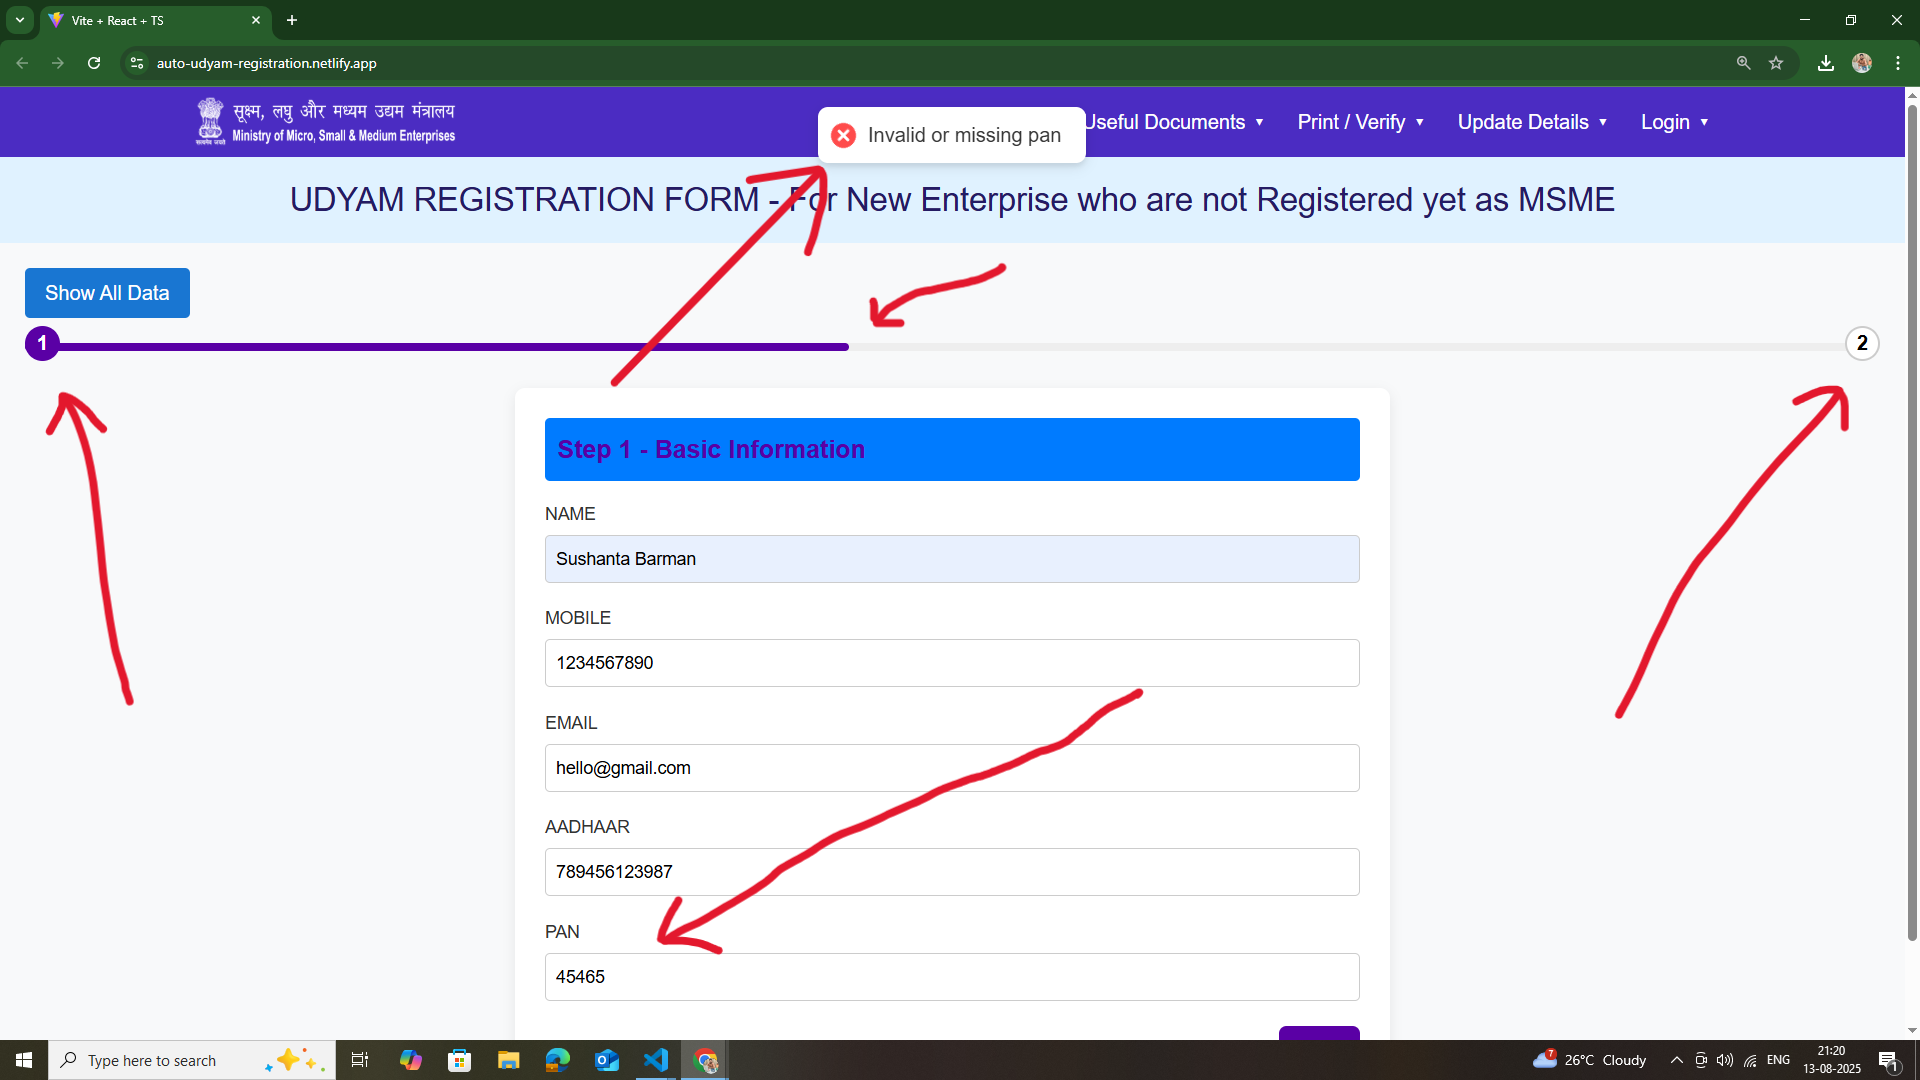 Vite + React + TS
auto-udyam-registration.netlify.app
सूक्ष्म, लघु और मध्यम उद्यम मंत्रालय
Ministry of Micro, Small & Medium Enterprises
Invalid or missing pan
Useful Documents
Print / Verify
Update Details
Login
UDYAM REGISTRATION FORM - For New Enterprise who are not Registered yet as MSME
Show All Data
1
2
Step 1 - Basic Information
NAME
Sushanta Barman
MOBILE
1234567890
EMAIL
hello@gmail.com
AADHAAR
789456123987
PAN
45465
Type here to search
7
26°C Cloudy
ENG
21:20
13-08-2025
1